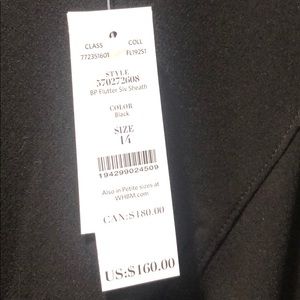 CLASS COLL
772351601 FL19251
STYLE
570272608
BP Flutter Slv Sheath
COLOR
Black
SIZE
14
194299024509
Also in Petite sizes at
WHBM.com
CAN:$180.00
US:$160.00